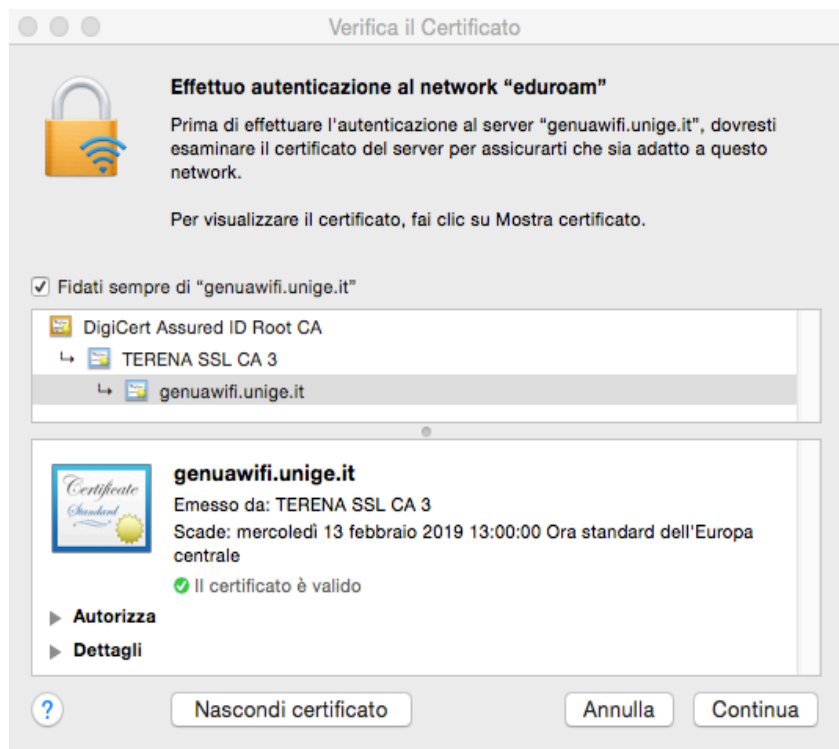 Verifica il Certificato
Effettuo autenticazione al network “eduroam”
Prima di effettuare l'autenticazione al server “genuawifi.unige.it”, dovresti
esaminare il certificato del server per assicurarti che sia adatto a questo
network.
Per visualizzare il certificato, fai clic su Mostra certificato.
Fidati sempre di “genuawifi.unige.it”
DigiCert Assured ID Root CA
TERENA SSL CA 3
genuawifi.unige.it
Certificate
Standard
genuawifi.unige.it
Emesso da: TERENA SSL CA 3
Scade: mercoledì 13 febbraio 2019 13:00:00 Ora standard dell'Europa
centrale
Il certificato è valido
Autorizza
Dettagli
? Nascondi certificato Annulla Continua